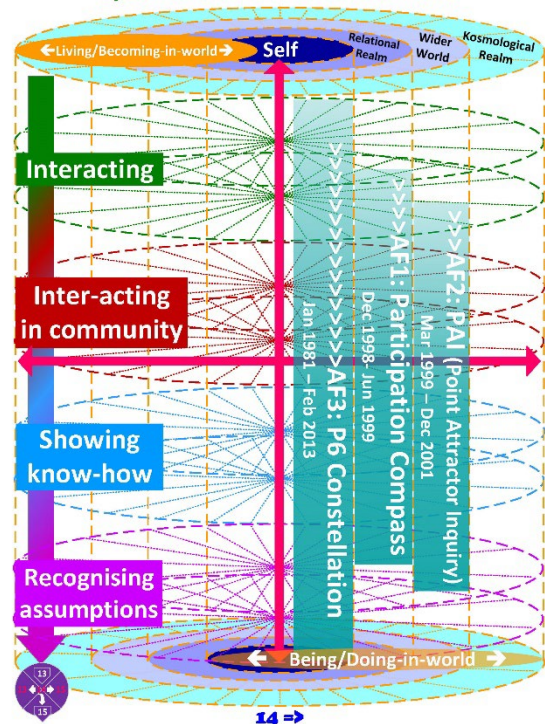 ←Living/Becoming-in-world→
Self
Relational
Realm
Wider
World
Kosmological
Realm
Interacting
Inter-acting
in community
Showing
know-how
Recognising
assumptions
>>>>>>>>>>>>>AF3: P6 Constellation
Jan 1981 – Feb 2013
>>>>AF1: Participation Compass
Dec 1998- Jun 1999
>>>AF2: PAI (Point Attractor Inquiry)
Mar 1999 – Dec 2001
← Being/Doing-in-world →
13
15
14 =>